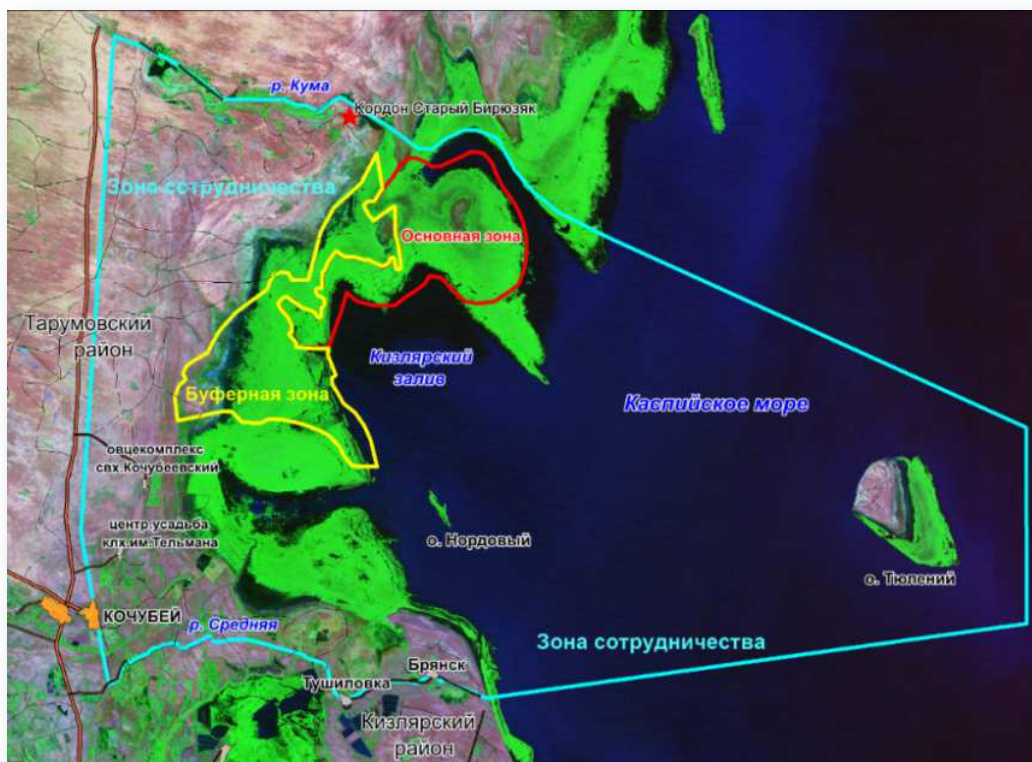 р. Кума
Кордон Старый Бирюзяк
Зона сотрудничества
Основная зона
Тарумовский
район
Кизлярский
залив
Буферная зона
Каспийское море
овцекомплекс
свх.Кочубеевский
центр.усадьба
клх.им.Тельмана
о. Нордовый
о. Тюлений
КОЧУБЕЙ
р. Средняя
Зона сотрудничества
Брянск
Тушиловка
Кизлярский
район